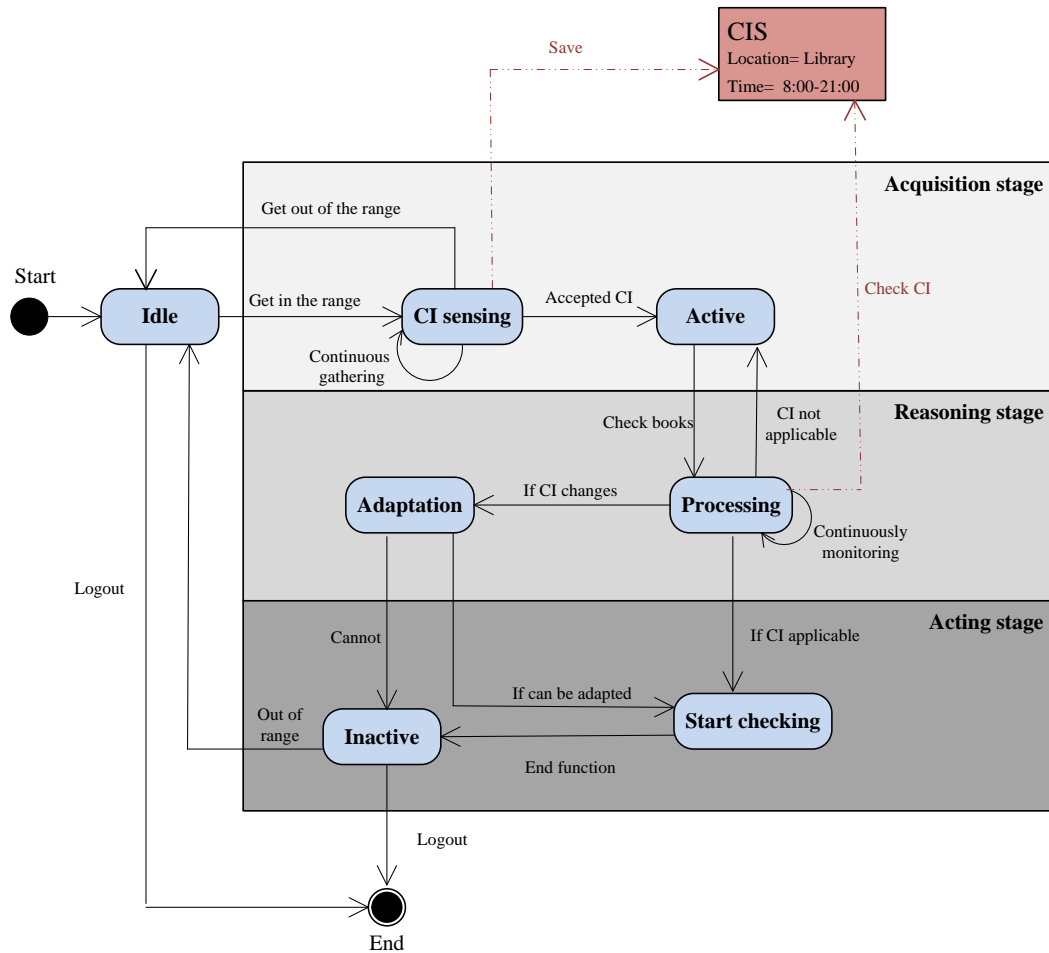 CIS
Location= Library
Time=  8:00-21:00
Save
Acquisition stage
Get out of the range
Start
Check CI
Idle
Get in the range
CI sensing
Accepted CI
Active
Continuous
gathering
Reasoning stage
Check books
CI not
applicable
Adaptation
If CI changes
Processing
Continuously
monitoring
Logout
Acting stage
Cannot
If CI applicable
If can be adapted
Start checking
Out of
range
Inactive
End function
Logout
End